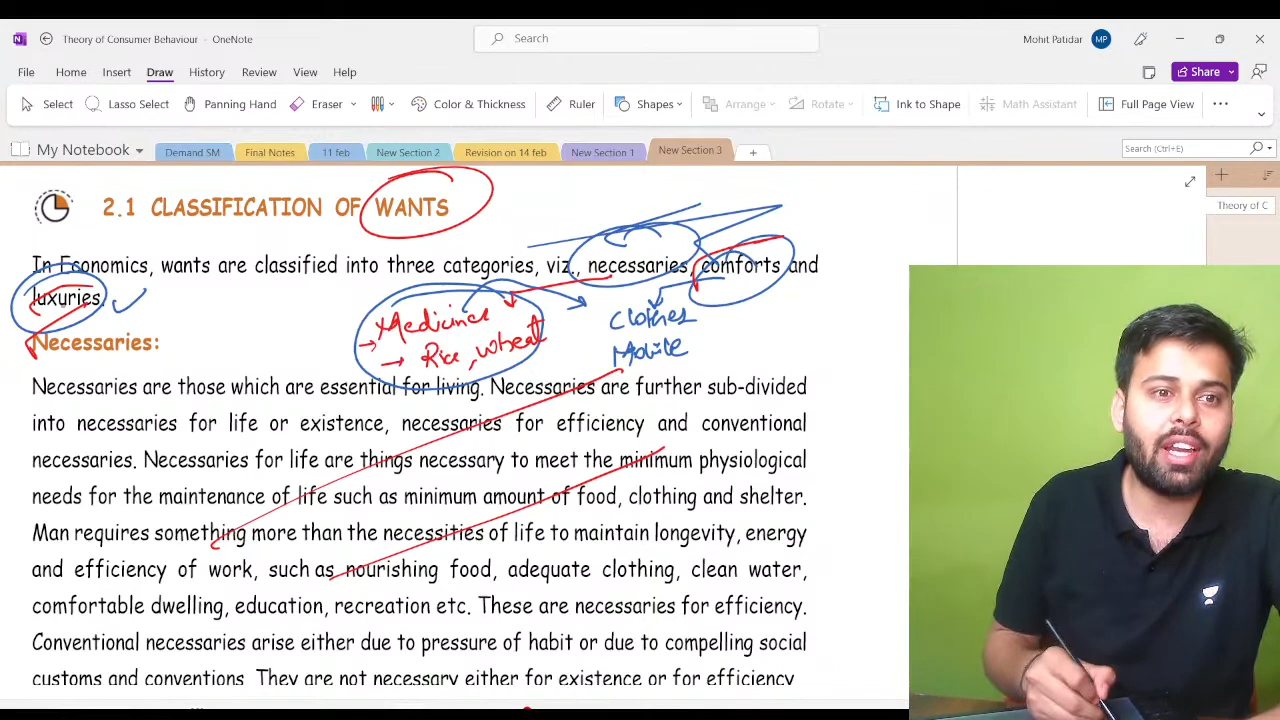 Theory of Consumer Behaviour - OneNote
Search
Mohit Patidar
MP
File Home Insert Draw History Review View Help
Share
Select Lasso Select Panning Hand Eraser Color & Thickness Ruler Shapes Arrange Rotate Ink to Shape Math Assistant Full Page View
My Notebook
Demand SM Final Notes 11 feb New Section 2 Revision on 14 feb New Section 1 New Section 3
Search (Ctrl+E)
Theory of C
2.1 CLASSIFICATION OF WANTS
In Economics, wants are classified into three categories, viz., necessaries, comforts and
luxuries.
Medicines
Clothes
Necessaries:
Rice, wheat
Mobile
Necessaries are those which are essential for living. Necessaries are further sub-divided
into necessaries for life or existence, necessaries for efficiency and conventional
necessaries. Necessaries for life are things necessary to meet the minimum physiological
needs for the maintenance of life such as minimum amount of food, clothing and shelter.
Man requires something more than the necessities of life to maintain longevity, energy
and efficiency of work, such as nourishing food, adequate clothing, clean water,
comfortable dwelling, education, recreation etc. These are necessaries for efficiency.
Conventional necessaries arise either due to pressure of habit or due to compelling social
customs and conventions. They are not necessary either for existence or for efficiency